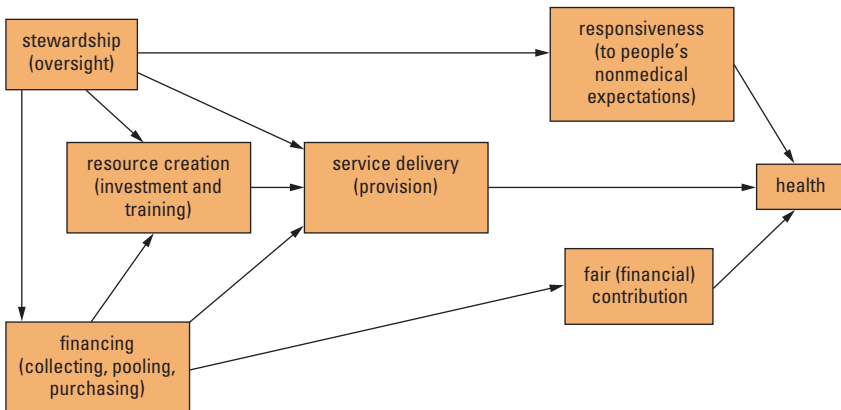 stewardship
(oversight)
responsiveness
(to people's
nonmedical
expectations)
resource creation
(investment and
training)
service delivery
(provision)
health
fair (financial)
contribution
financing
(collecting, pooling,
purchasing)